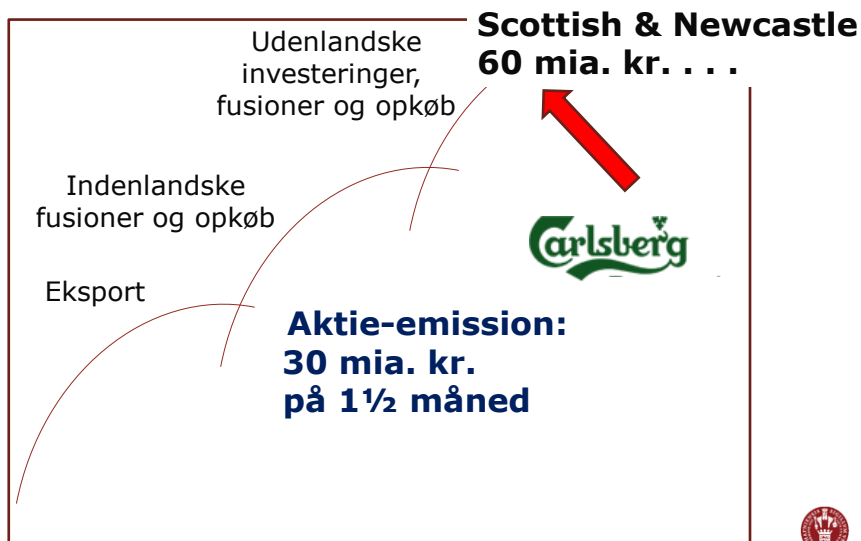 Scottish & Newcastle
60 mia. kr. . . .
Udenlandske
investeringer,
fusioner og opkøb
Indenlandske
fusioner og opkøb
Eksport
Carlsberg
Aktie-emission:
30 mia. kr.
på 1½ måned